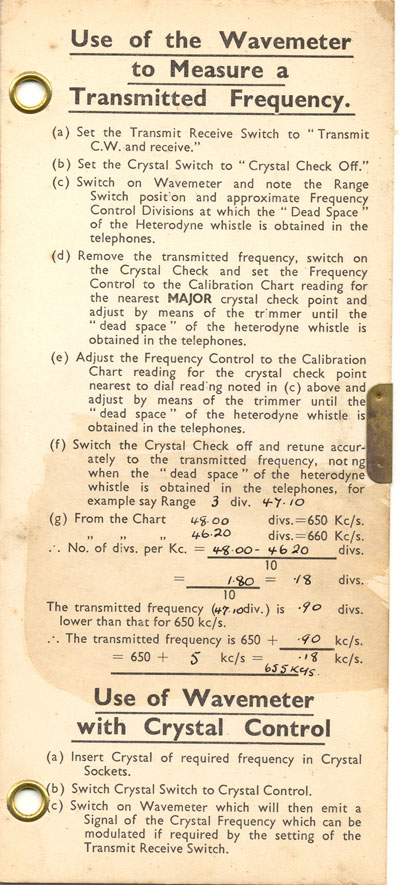 Use of the Wavemeter
to Measure a
Transmitted Frequency.
(a) Set the Transmit Receive Switch to "Transmit
C.W. and receive."
(b) Set the Crystal Switch to "Crystal Check Off."
(c) Switch on Wavemeter and note the Range
Switch position and approximate Frequency
Control Divisions at which the "Dead Space"
of the Heterodyne whistle is obtained in the
telephones.
(d) Remove the transmitted frequency, switch on
the Crystal Check and set the Frequency
Control to the Calibration Chart reading for
the nearest MAJOR crystal check point and
adjust by means of the trimmer until the
"dead space" of the heterodyne whistle is
obtained in the telephones.
(e) Adjust the Frequency Control to the Calibration
Chart reading for the crystal check point
nearest to dial reading noted in (c) above and
adjust by means of the trimmer until the
"dead space" of the heterodyne whistle is
obtained in the telephones.
(f) Switch the Crystal Check off and retune accur-
ately to the transmitted frequency, noting
when the "dead space" of the heterodyne
whistle is obtained in the telephones, for
example say Range 3 div. 47.10
(g) From the Chart 48.00 divs.=650 Kc/s.
" " " 46.20 divs.=660 Kc/s.
∴ No. of divs. per Kc. = 48.00 - 46 20 divs.
10
= 1.80 = .18 divs.
10
The transmitted frequency (47.10 div.) is .90 divs.
lower than that for 650 kc/s.
∴ The transmitted frequency is 650 + .90 kc/s.
= 650 + 5 kc/s = .18 kc/s.
655 Kc/s.
Use of Wavemeter
with Crystal Control
(a) Insert Crystal of required frequency in Crystal
Sockets.
(b) Switch Crystal Switch to Crystal Control.
(c) Switch on Wavemeter which will then emit a
Signal of the Crystal Frequency which can be
modulated if required by the setting of the
Transmit Receive Switch.